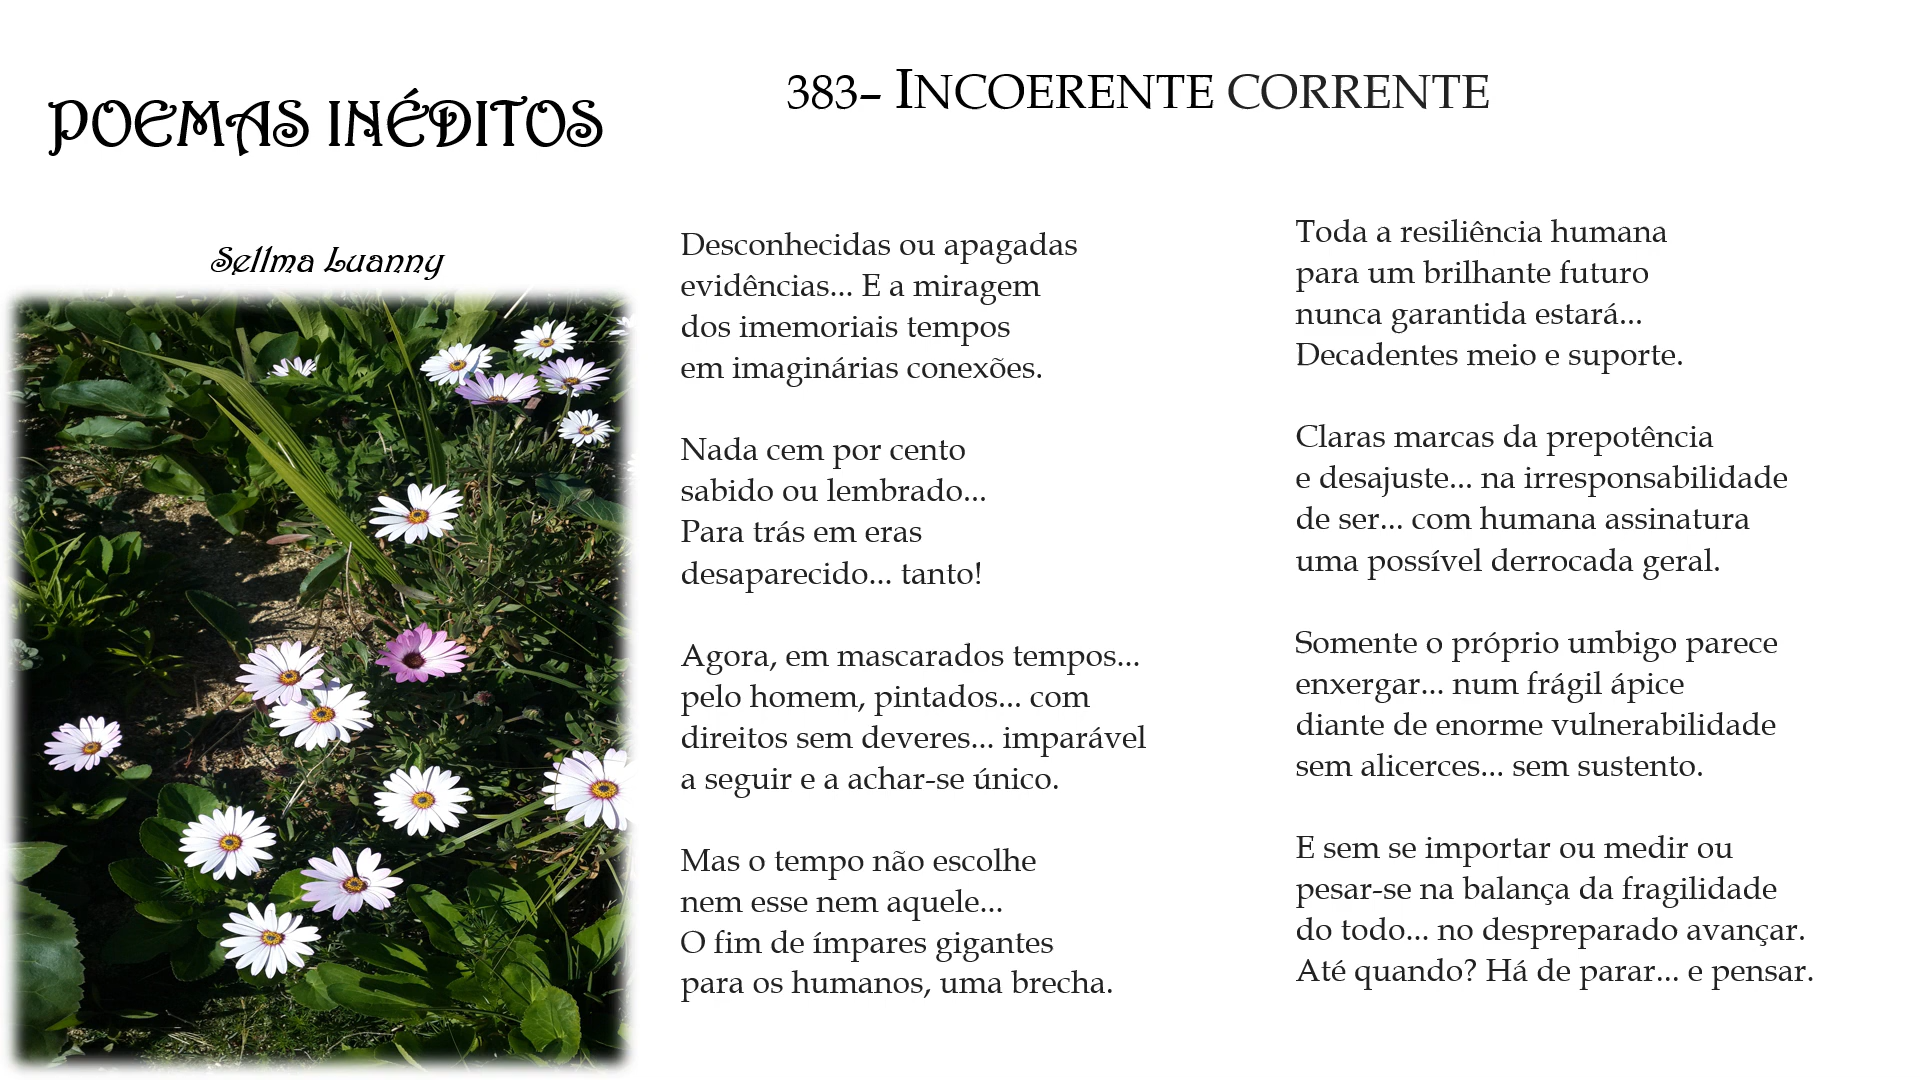 POEMAS INÉDITOS
Sellma Luanny
383– INCOERENTE CORRENTE
Desconhecidas ou apagadas
evidências... E a miragem
dos imemoriais tempos
em imaginárias conexões.
Nada cem por cento
sabido ou lembrado...
Para trás em eras
desaparecido... tanto!
Agora, em mascarados tempos...
pelo homem, pintados... com
direitos sem deveres... imparável
a seguir e a achar-se único.
Mas o tempo não escolhe
nem esse nem aquele...
O fim de ímpares gigantes
para os humanos, uma brecha.
Toda a resiliência humana
para um brilhante futuro
nunca garantida estará...
Decadentes meio e suporte.
Claras marcas da prepotência
e desajuste... na irresponsabilidade
de ser... com humana assinatura
uma possível derrocada geral.
Somente o próprio umbigo parece
enxergar... num frágil ápice
diante de enorme vulnerabilidade
sem alicerces... sem sustento.
E sem se importar ou medir ou
pesar-se na balança da fragilidade
do todo... no despreparado avançar.
Até quando? Há de parar... e pensar.